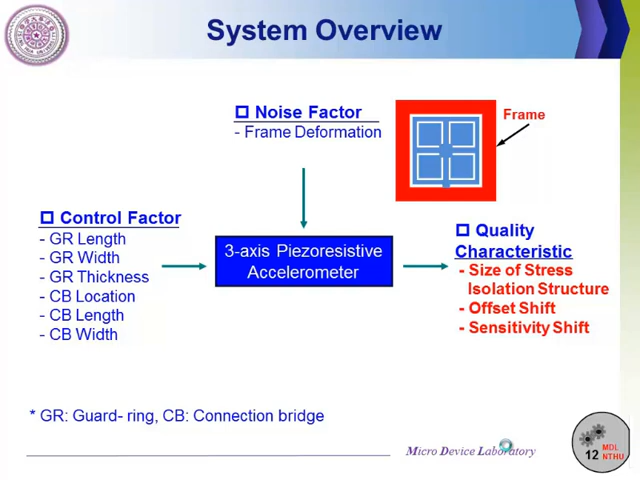 System Overview
Noise Factor
- Frame Deformation
Frame
Control Factor
- GR Length
- GR Width
- GR Thickness
- CB Location
- CB Length
- CB Width
3-axis Piezoresistive
Accelerometer
Quality
Characteristic
- Size of Stress
Isolation Structure
- Offset Shift
- Sensitivity Shift
* GR: Guard- ring, CB: Connection bridge
Micro Device Laboratory
MDL
12 NTHU